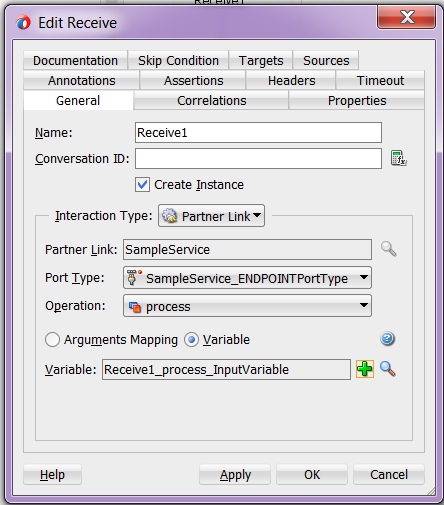 Receive1
Edit Receive
Documentation Skip Condition Targets Sources
Annotations Assertions Headers Timeout
General Correlations Properties
Name: Receive1
Conversation ID:
Create Instance
Interaction Type: Partner Link
Partner Link: SampleService
Port Type: SampleService_ENDPOINTPortType
Operation: process
Arguments Mapping Variable
Variable: Receive1_process_InputVariable
Help Apply OK Cancel